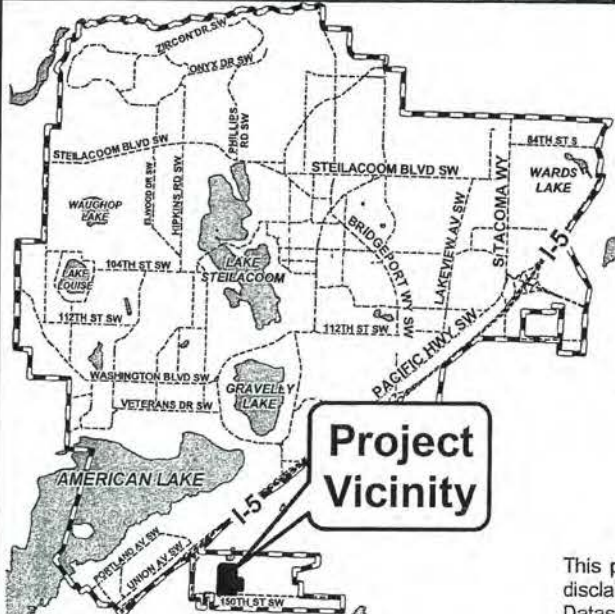 ZIRCON DR SW
ONYX DR SW
PHILLIPS RD SW
STEILACOOM BLVD SW
STEILACOOM BLVD SW
84TH ST S
WARDS LAKE
ELWOOD DR SW
HIPKINS RD SW
WAUGHOP LAKE
BRIDGEPORT WY SW
LAKEVIEW AV SW
S TACOMA WY
I-5
104TH ST SW
LAKE LOUISE
LAKE STEILACOOM
112TH ST SW
112TH ST SW
PACIFIC HWY SW
WASHINGTON BLVD SW
GRAVELLY LAKE
VETERANS DR SW
Project
Vicinity
AMERICAN LAKE
I-5
PORTLAND AV SW
UNION AV SW
150TH ST SW
This p
discla